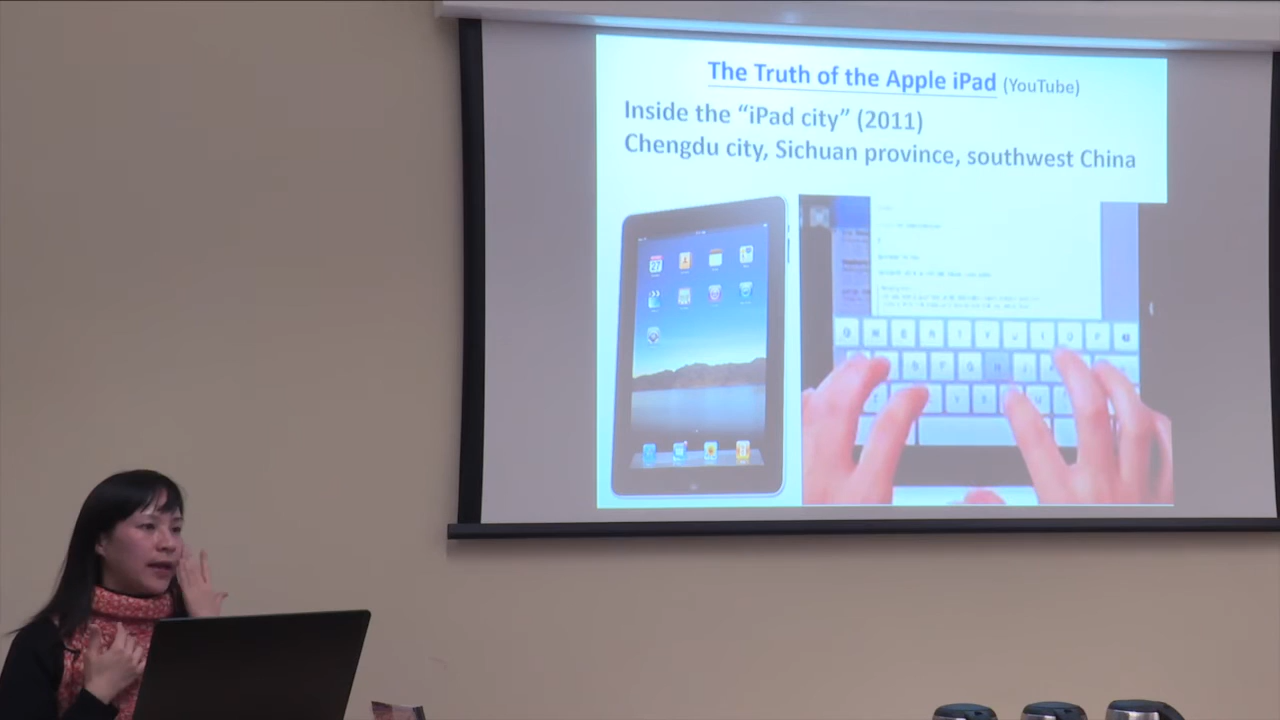 The Truth of the Apple iPad (YouTube)
Inside the “iPad city” (2011)
Chengdu city, Sichuan province, southwest China